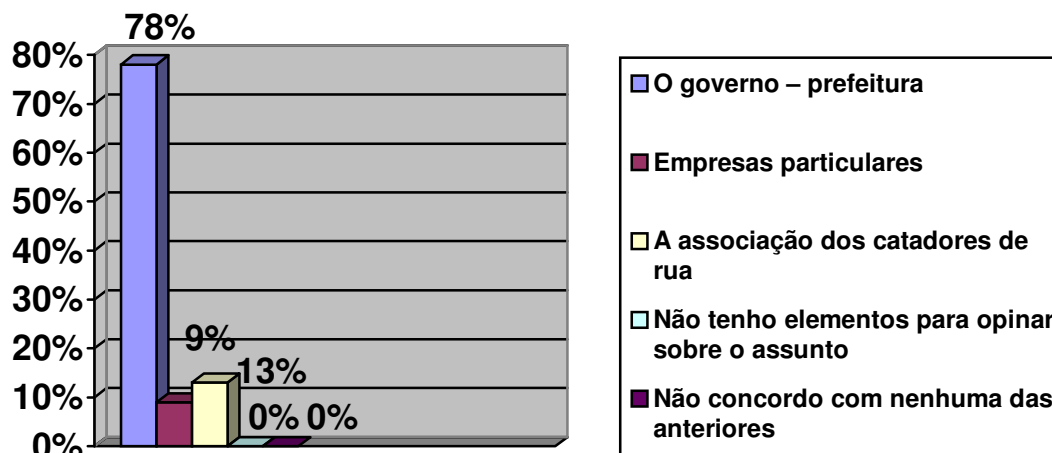 78%
80%
70%
60%
50%
40%
30%
20%
10%
0%
9%
13%
0%
0%
O governo – prefeitura
Empresas particulares
A associação dos catadores de
rua
Não tenho elementos para opinar
sobre o assunto
Não concordo com nenhuma das
anteriores